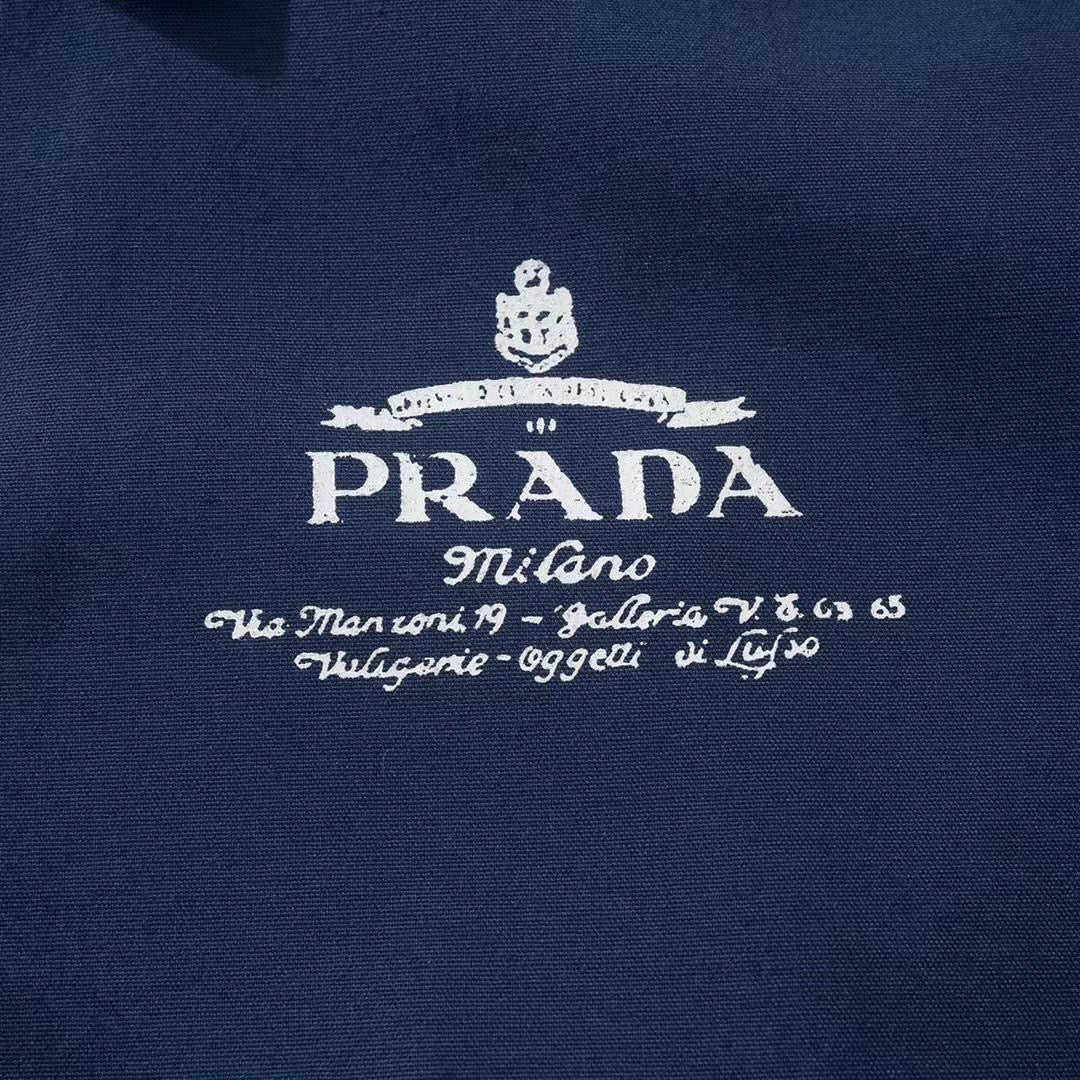 PRADA
Milano
Via Manzoni 19 - Galleria V. E. 63 65
Valigerie - Oggetti di Lusso